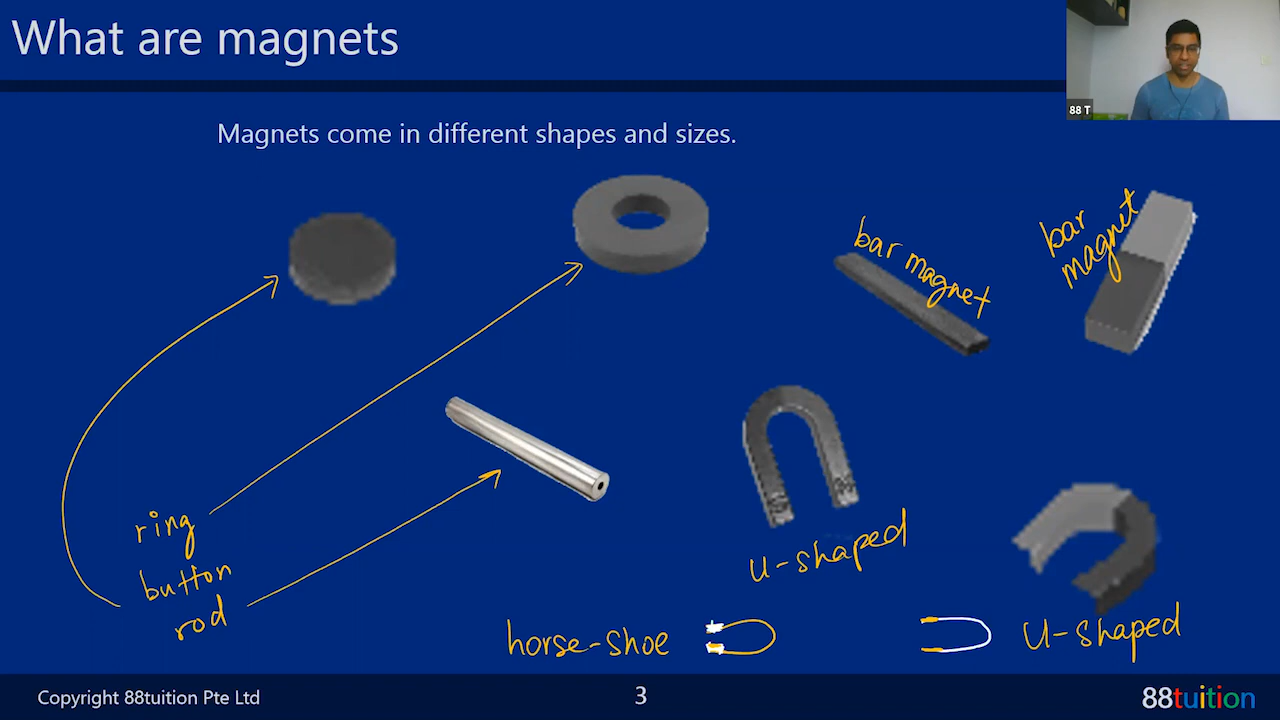 What are magnets
88 T
Magnets come in different shapes and sizes.
bar magnet
bar
magnet
ring
button
rod
u-shaped
horse-shoe
U-shaped
Copyright 88tuition Pte Ltd
3
88tuition